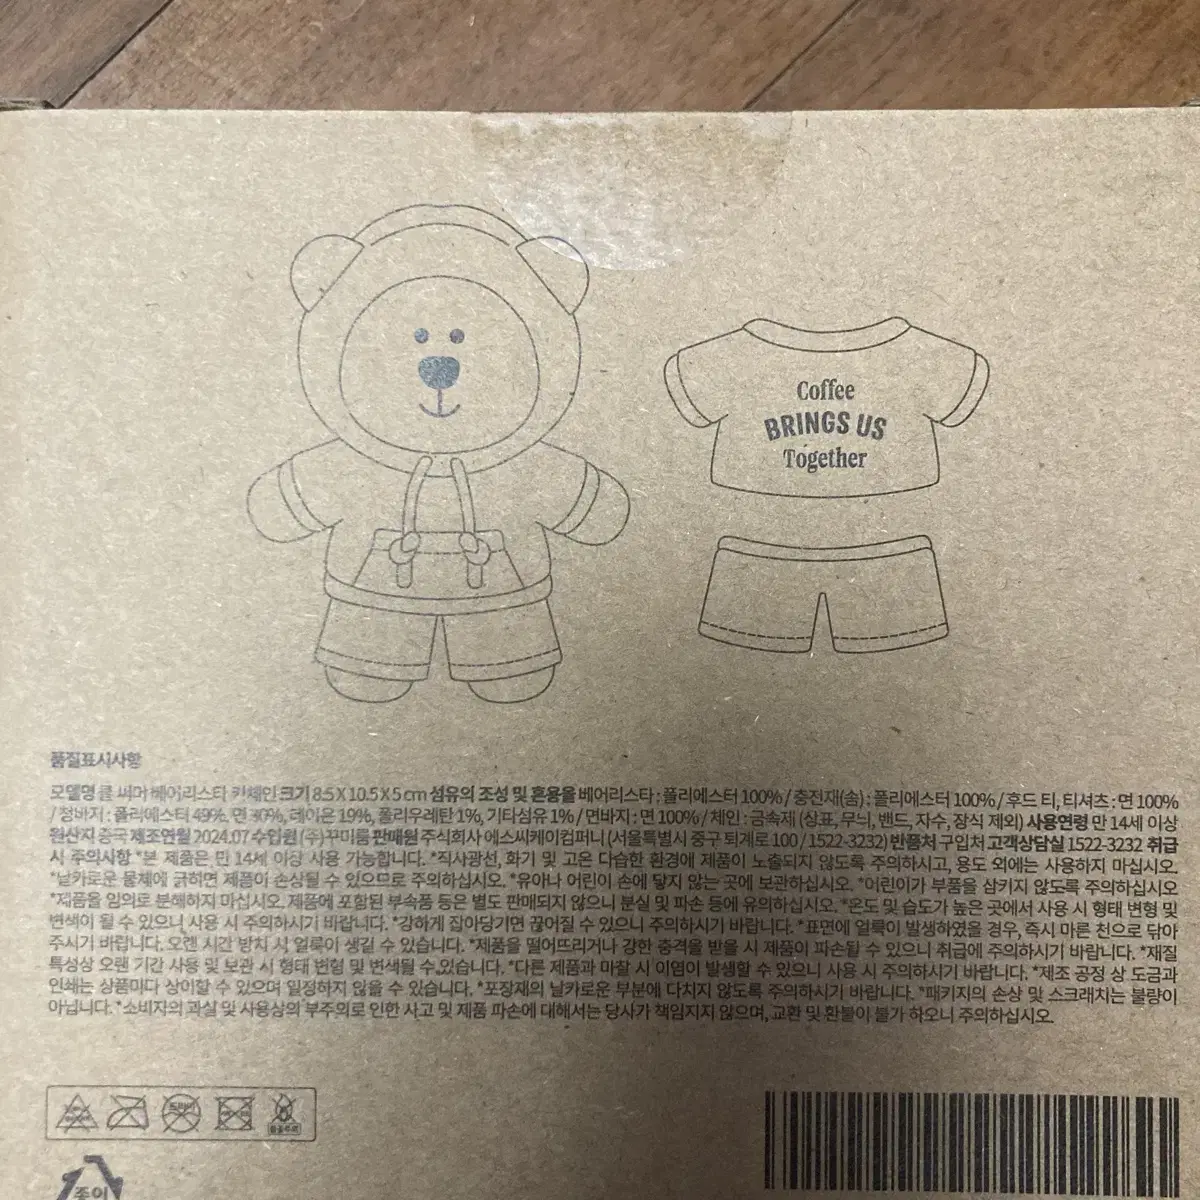 Coffee
BRINGS US
Together
품질표시사항
모델명 쿨 써머 베어리스타 키체인 크기 8.5 X 10.5 X 5 cm 섬유의 조성 및 혼용율 베어리스타 : 폴리에스터 100% / 충전재(솜) : 폴리에스터 100% / 후드 티, 티셔츠 : 면 100%
/ 청바지 : 폴리에스터 49%, 면 30%, 레이온 19%, 폴리우레탄 1%, 기타섬유 1% / 면바지 : 면 100% / 체인 : 금속제 (상표, 무늬, 밴드, 자수, 장식 제외) 사용연령 만 14세 이상
원산지 중국 제조연월 2024.07 수입원 (주)꾸미룸 판매원 주식회사 에스씨케이컴퍼니 (서울특별시 중구 퇴계로 100 / 1522-3232) 반품처 구입처 고객상담실 1522-3232 취급
시 주의사항 *본 제품은 만 14세 이상 사용 가능합니다. *직사광선, 화기 및 고온 다습한 환경에 제품이 노출되지 않도록 주의하시고, 용도 외에는 사용하지 마십시오.
*날카로운 물체에 긁히면 제품이 손상될 수 있으므로 주의하십시오. *유아나 어린이 손에 닿지 않는 곳에 보관하십시오. *어린이가 부품을 삼키지 않도록 주의하십시오
*제품을 임의로 분해하지 마십시오. 제품에 포함된 부속품 등은 별도 판매되지 않으니 분실 및 파손 등에 유의하십시오. *온도 및 습도가 높은 곳에서 사용 시 형태 변형 및
변색이 될 수 있으니 사용 시 주의하시기 바랍니다. *강하게 잡아당기면 끊어질 수 있으니 주의하시기 바랍니다. *표면에 얼룩이 발생하였을 경우, 즉시 마른 천으로 닦아
주시기 바랍니다. 오랜 시간 방치 시 얼룩이 생길 수 있습니다. *제품을 떨어뜨리거나 강한 충격을 받을 시 제품이 파손될 수 있으니 취급에 주의하시기 바랍니다. *재질
특성상 오랜 기간 사용 및 보관 시 형태 변형 및 변색될 수 있습니다. *다른 제품과 마찰 시 이염이 발생할 수 있으니 사용 시 주의하시기 바랍니다. *제조 공정 상 도금과
인쇄는 상품마다 상이할 수 있으며 일정하지 않을 수 있습니다. *포장재의 날카로운 부분에 다치지 않도록 주의하시기 바랍니다. *패키지의 손상 및 스크래치는 불량이
아닙니다. *소비자의 과실 및 사용상의 부주의로 인한 사고 및 제품 파손에 대해서는 당사가 책임지지 않으며, 교환 및 환불이 불가 하오니 주의하십시오.
종이